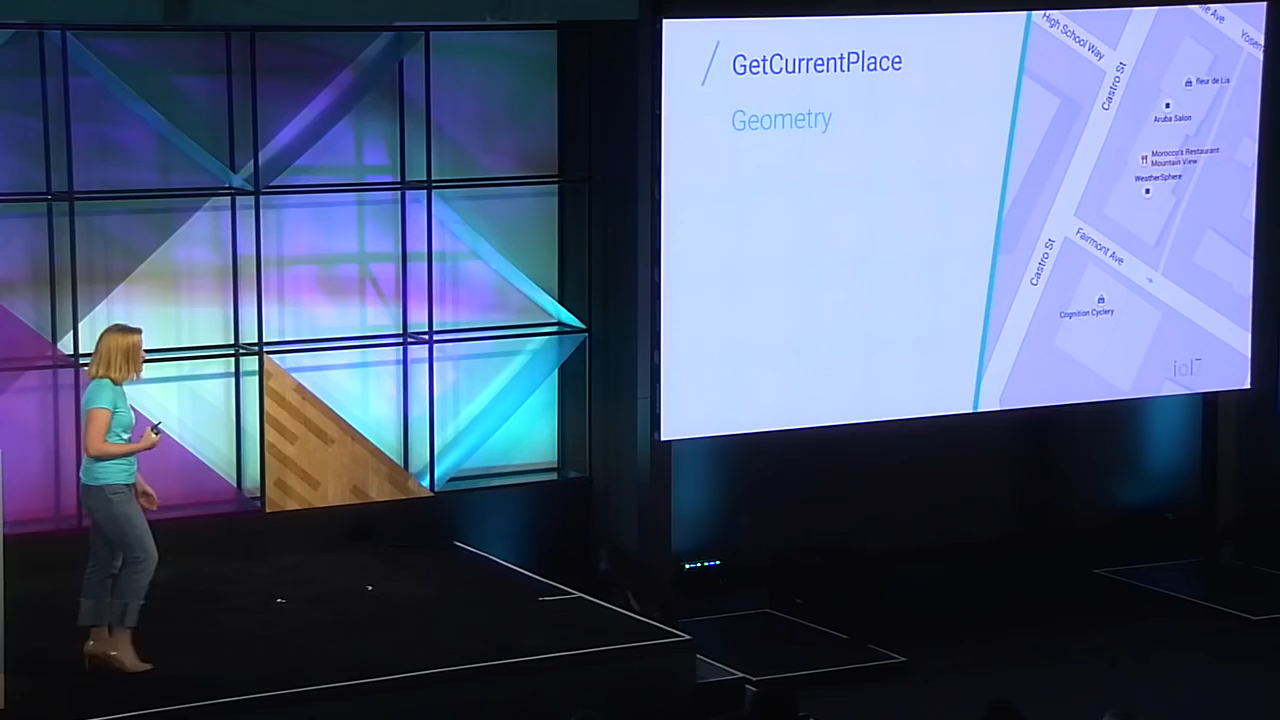 GetCurrentPlace
Geometry
High School Way
Castro St
fleur de Lis
Aruba Salon
Morocco's Restaurant
Mountain View
WeatherSphere
Castro St
Fairmont Ave
Cognition Cyclery